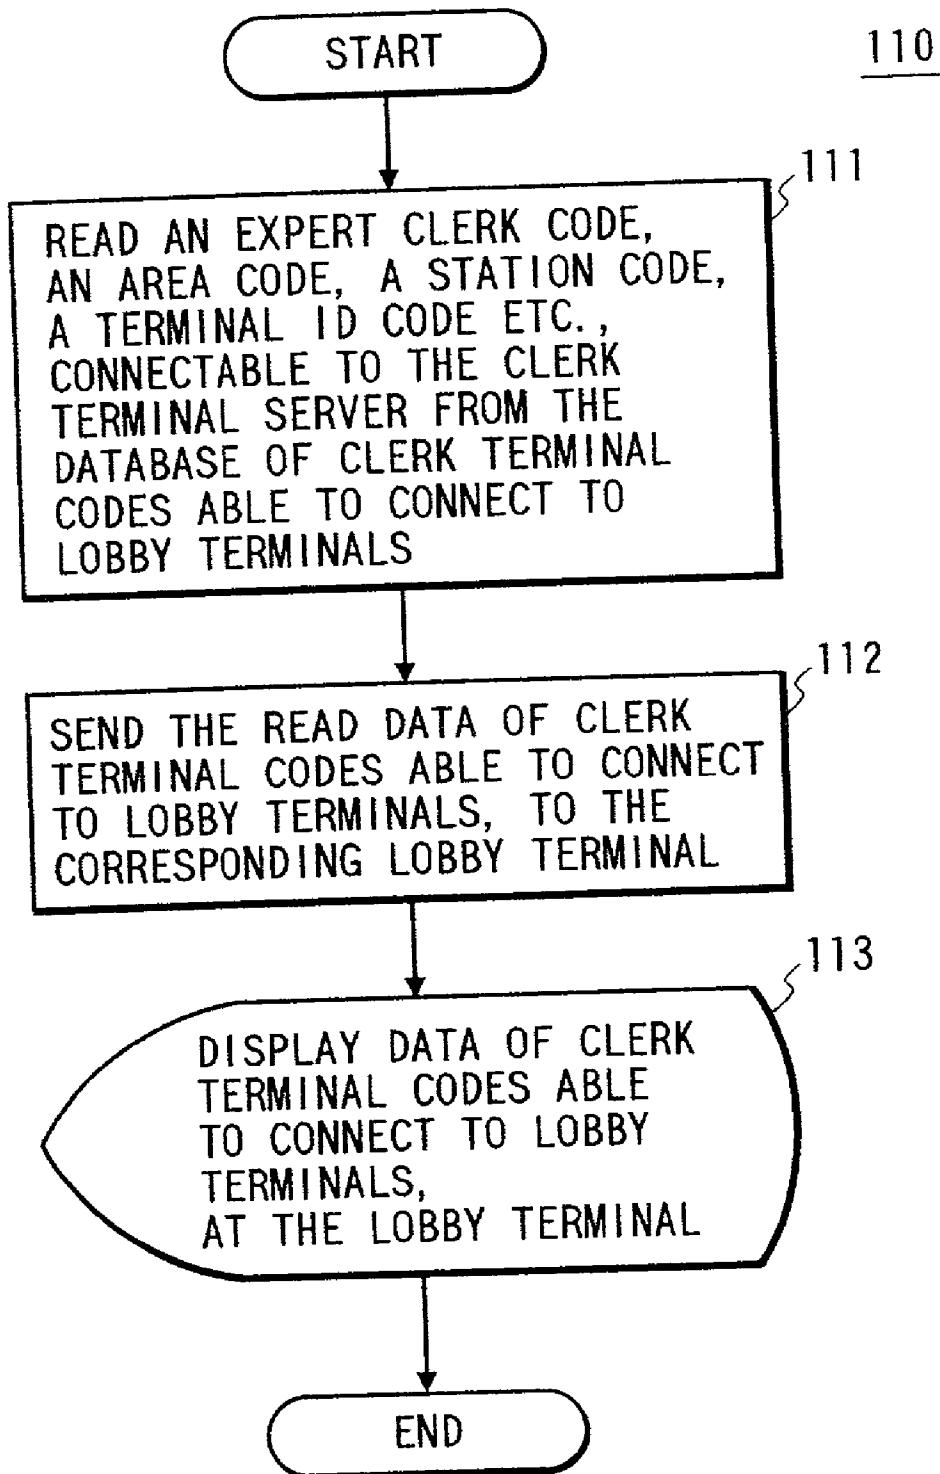 START
110
111
READ AN EXPERT CLERK CODE,
AN AREA CODE, A STATION CODE,
A TERMINAL ID CODE ETC.,
CONNECTABLE TO THE CLERK
TERMINAL SERVER FROM THE
DATABASE OF CLERK TERMINAL
CODES ABLE TO CONNECT TO
LOBBY TERMINALS
112
SEND THE READ DATA OF CLERK
TERMINAL CODES ABLE TO CONNECT
TO LOBBY TERMINALS, TO THE
CORRESPONDING LOBBY TERMINAL
113
DISPLAY DATA OF CLERK
TERMINAL CODES ABLE
TO CONNECT TO LOBBY
TERMINALS,
AT THE LOBBY TERMINAL
END